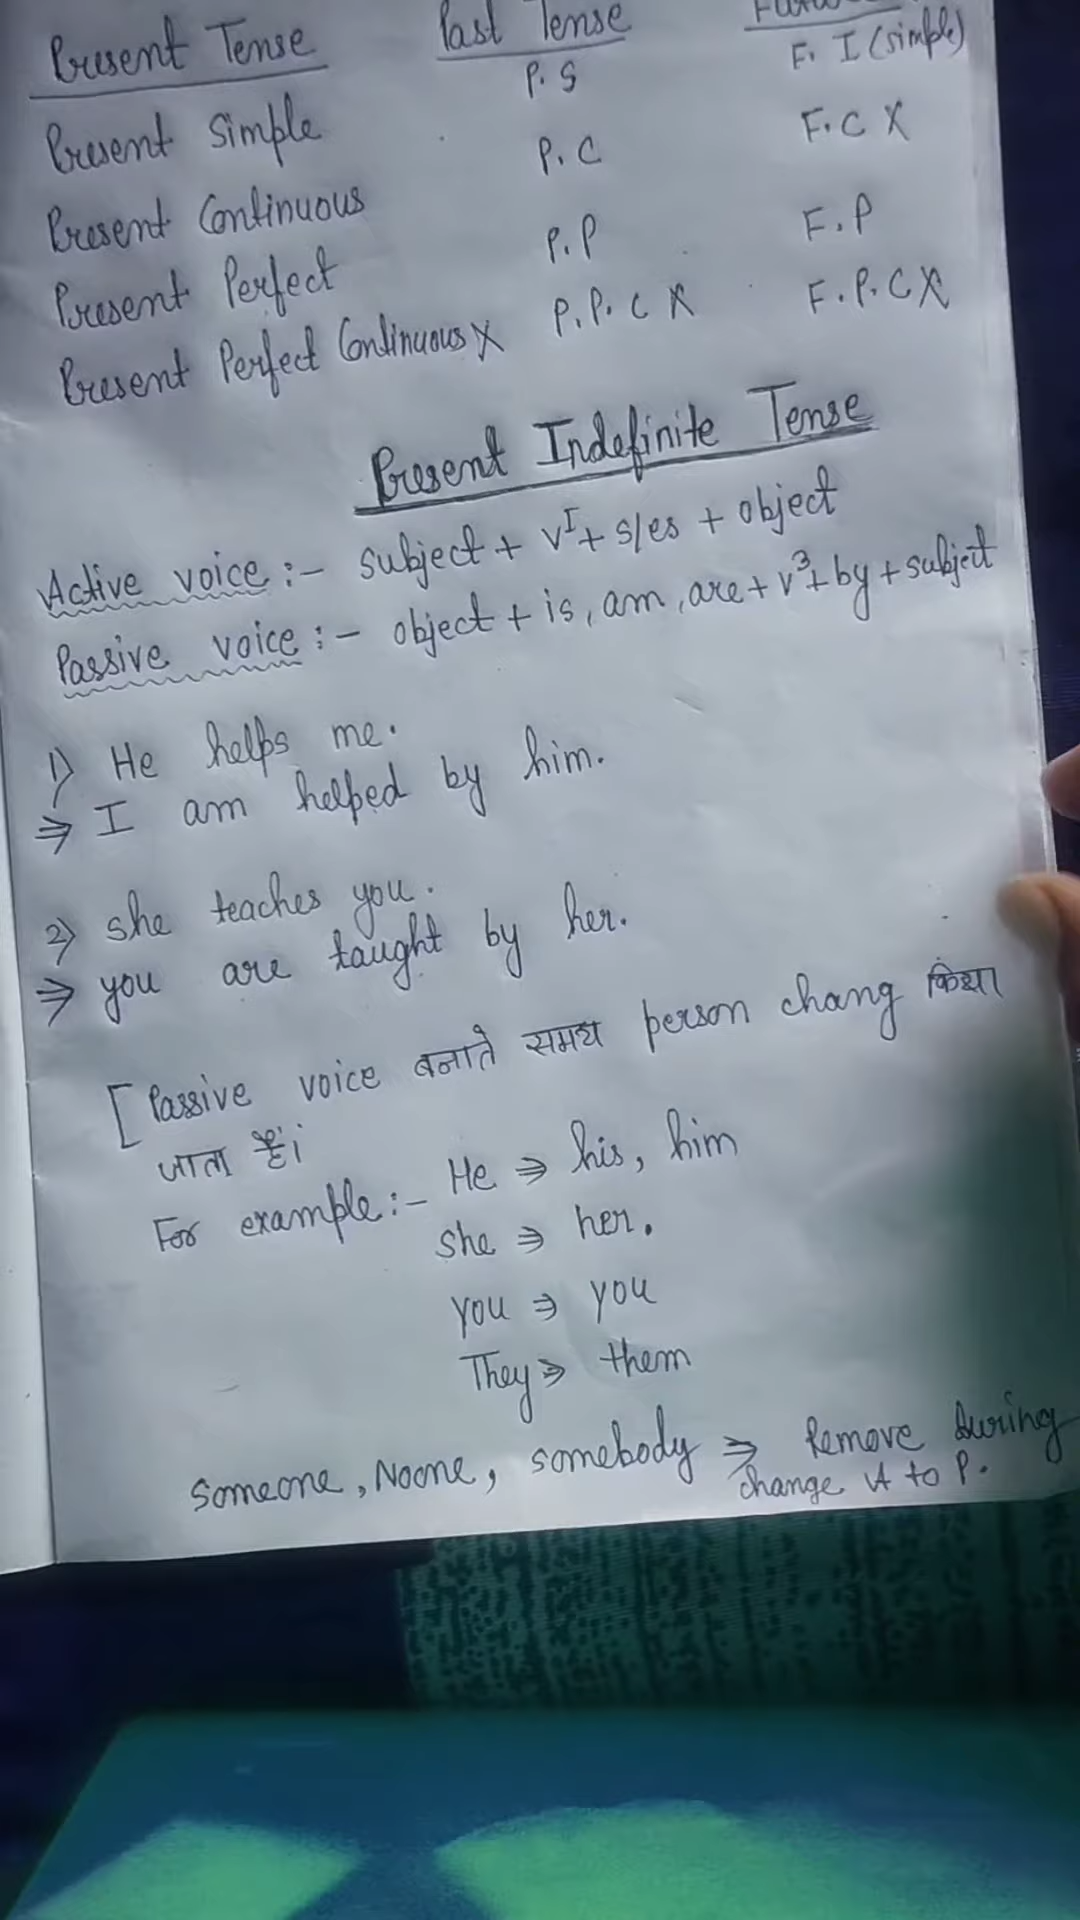 Present Tense Past Tense
P. S F. I (simple)
Present Simple P. C F. C X
Present Continuous P. P F. P
Present Perfect P. P. C X F. P. C X
Present Perfect Continuous X
Present Indefinite Tense
Active voice :- subject + v^I + s/es + object
Passive voice :- object + is, am, are + v^3 + by + subject
1) He helps me.
⇒ I am helped by him.
2) she teaches you.
⇒ you are taught by her.
[ Passive voice बनाते समय person chang किया
जाता हैं।
For example :- He ⇒ his, him
she ⇒ her.
you ⇒ you
They ⇒ them
someone, Noone, somebody ⇒ Remove during
change A to P.